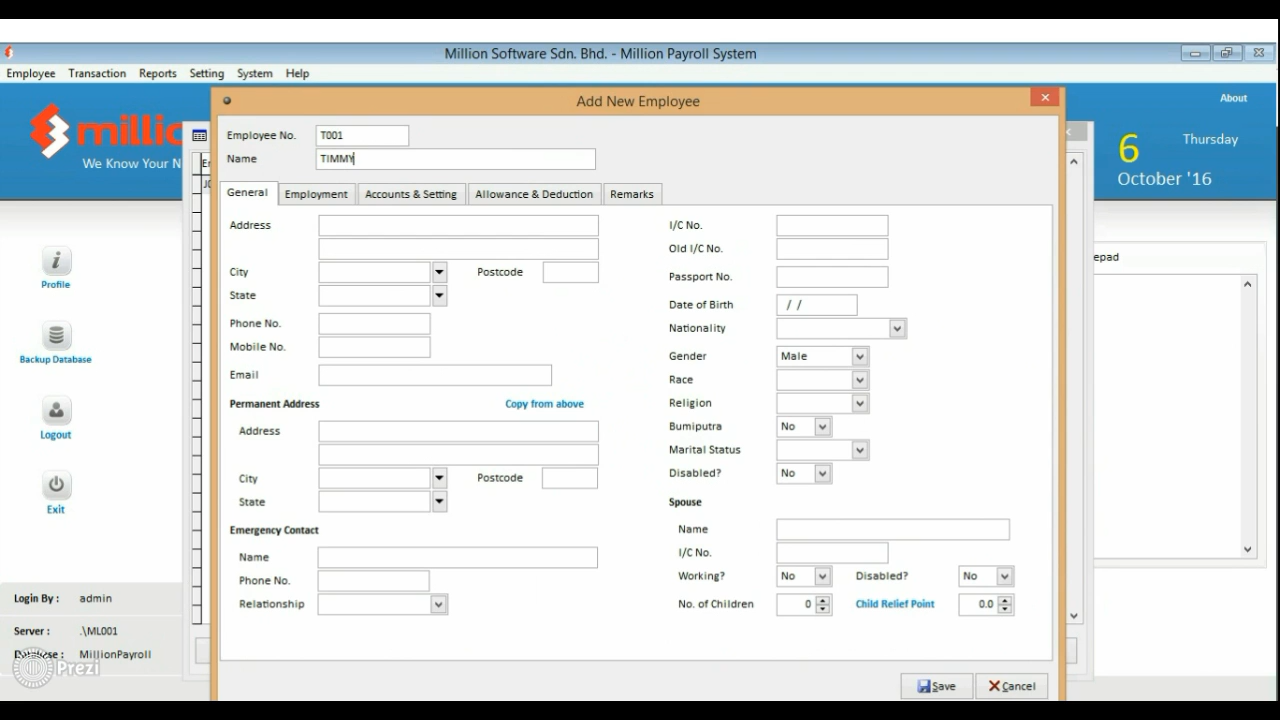 Million Software Sdn. Bhd. - Million Payroll System
Employee Transaction Reports Setting System Help
About
millic
We Know Your N
6
Thursday
October '16
Add New Employee
Employee No. T001
Name TIMMY
General Employment Accounts & Setting Allowance & Deduction Remarks
Address
City Postcode
State
Phone No.
Mobile No.
Email
Permanent Address Copy from above
Address
City Postcode
State
Emergency Contact
Name
Phone No.
Relationship
I/C No.
Old I/C No.
Passport No.
Date of Birth / /
Nationality
Gender Male
Race
Religion
Bumiputra No
Marital Status
Disabled? No
Spouse
Name
I/C No.
Working? No Disabled? No
No. of Children 0 Child Relief Point 0.0
Save Cancel
Profile
Backup Database
Logout
Exit
epad
Login By : admin
Server : .\ML001
Database : MillionPayroll
Prezi